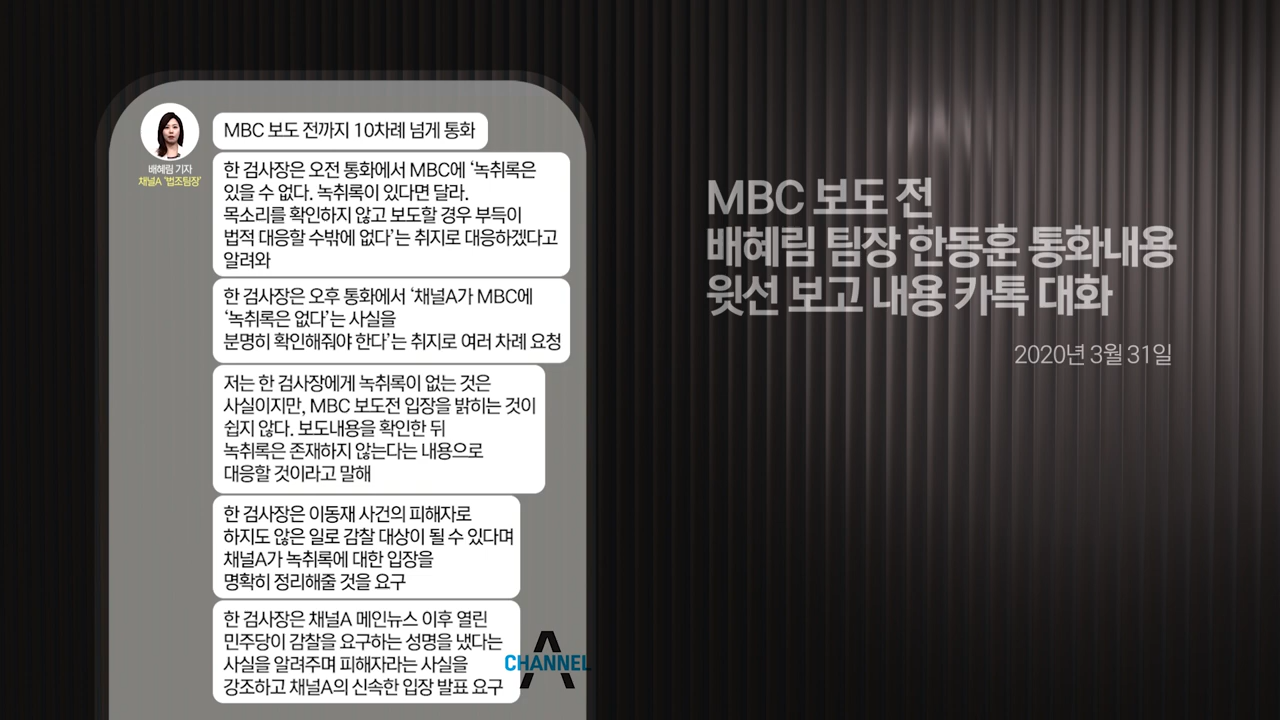 배혜림 기자
채널A '법조팀장'
MBC 보도 전까지 10차례 넘게 통화
한 검사장은 오전 통화에서 MBC에 '녹취록은
있을 수 없다. 녹취록이 있다면 달라.
목소리를 확인하지 않고 보도할 경우 부득이
법적 대응할 수밖에 없다'는 취지로 대응하겠다고
알려와
한 검사장은 오후 통화에서 '채널A가 MBC에
'녹취록은 없다'는 사실을
분명히 확인해줘야 한다'는 취지로 여러 차례 요청
저는 한 검사장에게 녹취록이 없는 것은
사실이지만, MBC 보도전 입장을 밝히는 것이
쉽지 않다. 보도내용을 확인한 뒤
녹취록은 존재하지 않는다는 내용으로
대응할 것이라고 말해
한 검사장은 이동재 사건의 피해자로
하지도 않은 일로 감찰 대상이 될 수 있다며
채널A가 녹취록에 대한 입장을
명확히 정리해줄 것을 요구
한 검사장은 채널A 메인뉴스 이후 열린
민주당이 감찰을 요구하는 성명을 냈다는
사실을 알려주며 피해자라는 사실을
강조하고 채널A의 신속한 입장 발표 요구
CHANNEL A
MBC 보도 전
배혜림 팀장 한동훈 통화내용
윗선 보고 내용 카톡 대화
2020년 3월 31일